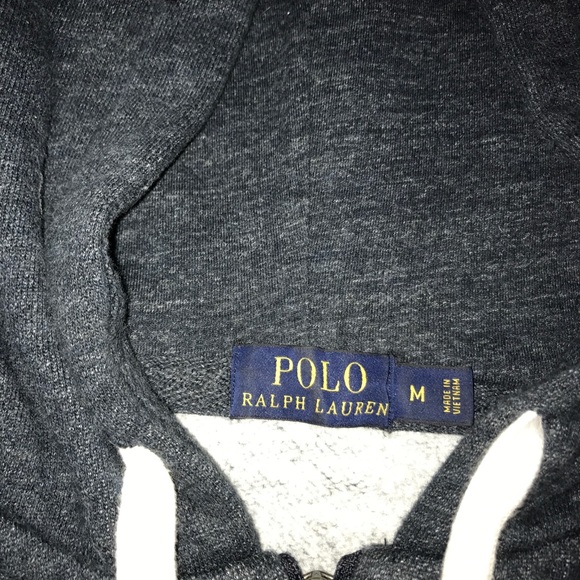 POLO
RALPH LAUREN
M
MADE IN
VIETNAM